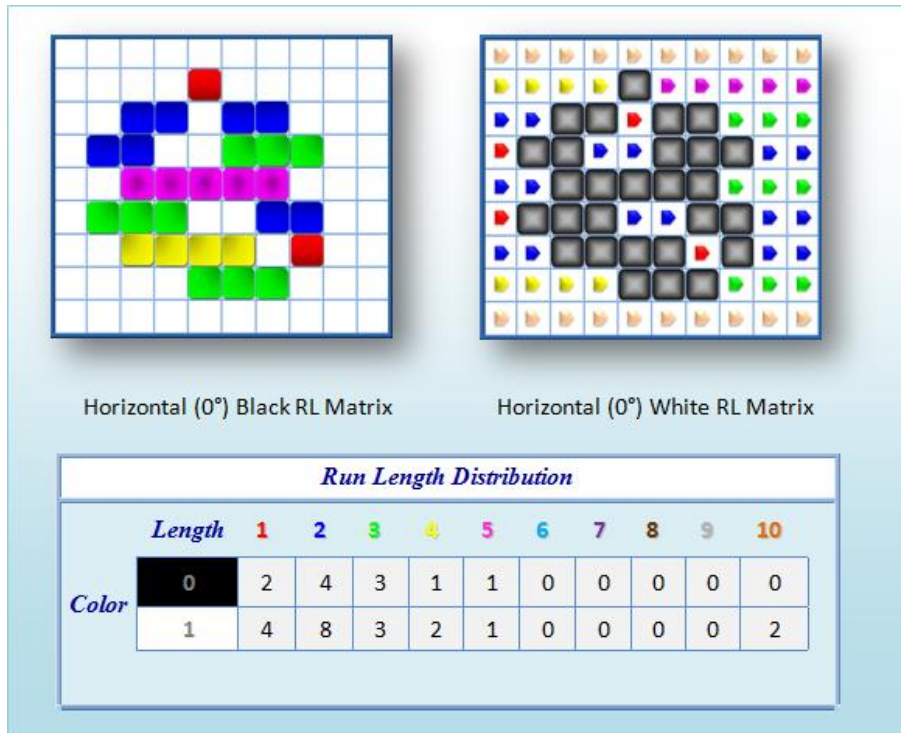 Horizontal (0°) Black RL Matrix
Horizontal (0°) White RL Matrix
Run Length Distribution
Length 1 2 3 4 5 6 7 8 9 10
Color
0 2 4 3 1 1 0 0 0 0 0
1 4 8 3 2 1 0 0 0 0 2